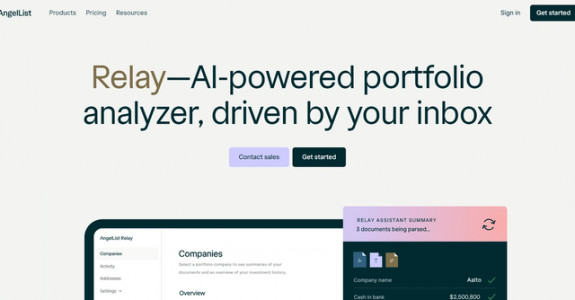 AngelList
Products
Pricing
Resources
Sign in
Get started
Relay—AI-powered portfolio
analyzer, driven by your inbox
Contact sales
Get started
AngelList Relay
Companies
Activity
Addresses
Settings
Companies
Select a portfolio company to see summaries of your
documents and an overview of your investment history.
Overview
RELAY ASSISTANT SUMMARY
3 documents being parsed...
Company name
Aalto
Cash in bank
$2,500,800